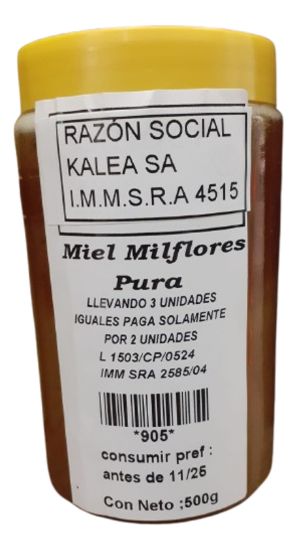 RAZÓN SOCIAL
KALEA SA
I.M.M.S.R.A 4515
Miel Milflores
Pura
LLEVANDO 3 UNIDADES
IGUALES PAGA SOLAMENTE
POR 2 UNIDADES
L 1503/CP/0524
IMM SRA 2585/04
*905*
consumir pref :
antes de 11/25
Con Neto ;500g